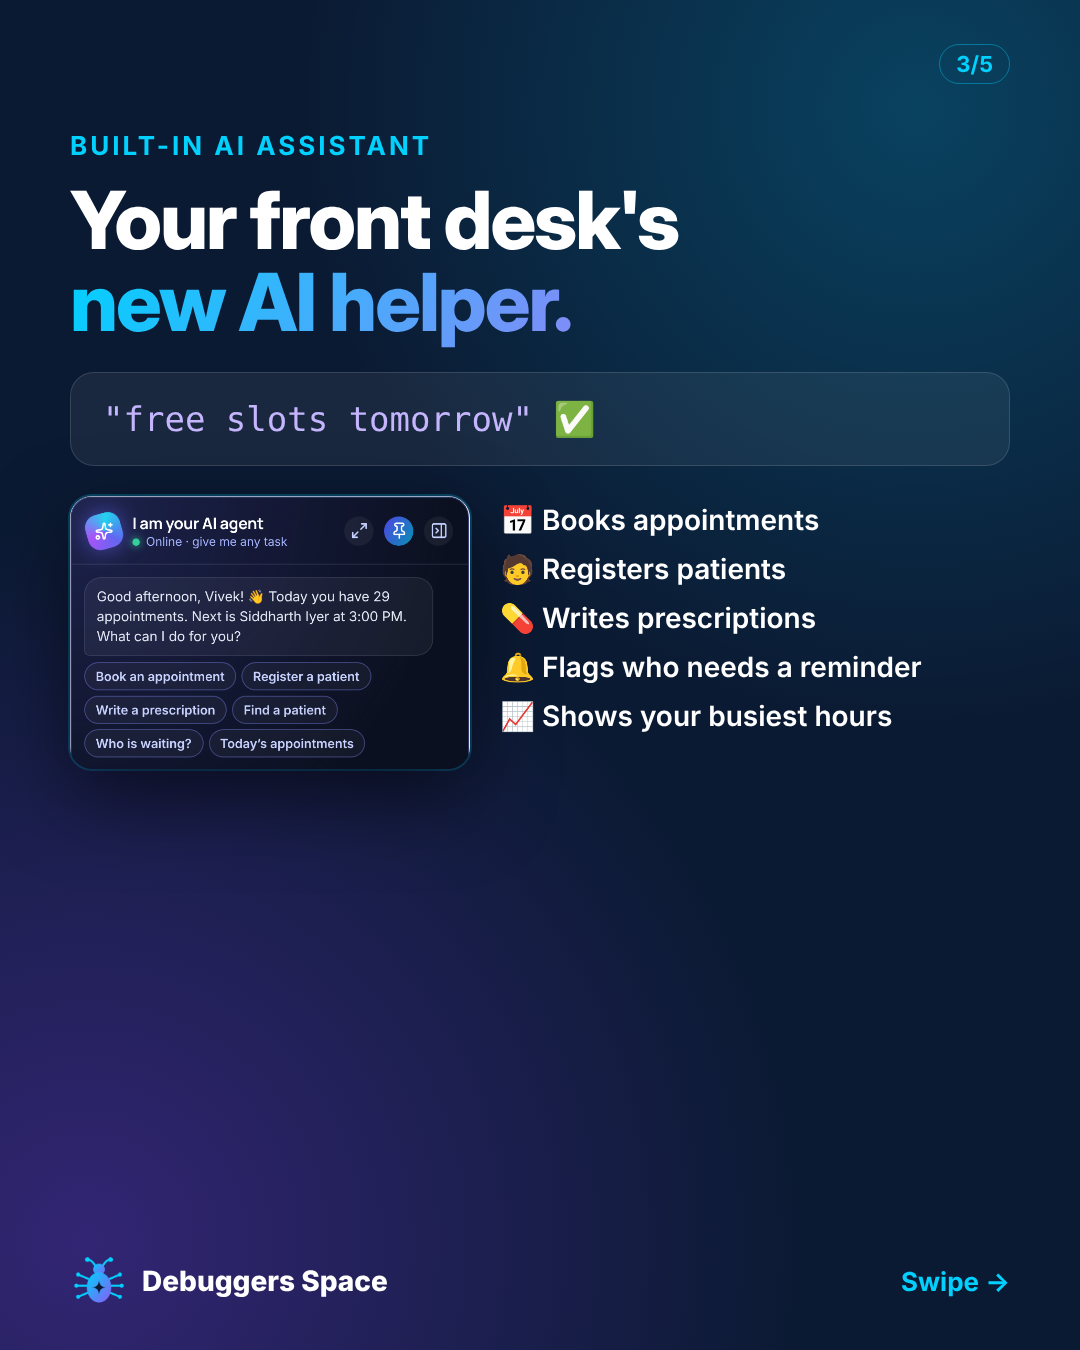 3/5
BUILT-IN AI ASSISTANT
Your front desk's
new AI helper.
"free slots tomorrow" ✅
I am your AI agent
Online · give me any task
Good afternoon, Vivek! 👋 Today you have 29
appointments. Next is Siddharth Iyer at 3:00 PM.
What can I do for you?
Book an appointment
Register a patient
Write a prescription
Find a patient
Who is waiting?
Today's appointments
📅 Books appointments
🧑 Registers patients
💊 Writes prescriptions
🔔 Flags who needs a reminder
📈 Shows your busiest hours
Debuggers Space
Swipe →